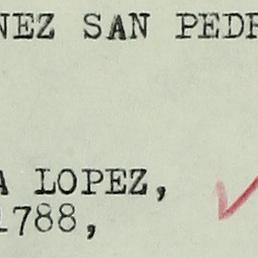 NEZ SAN PEDR
A LOPEZ,
1788,